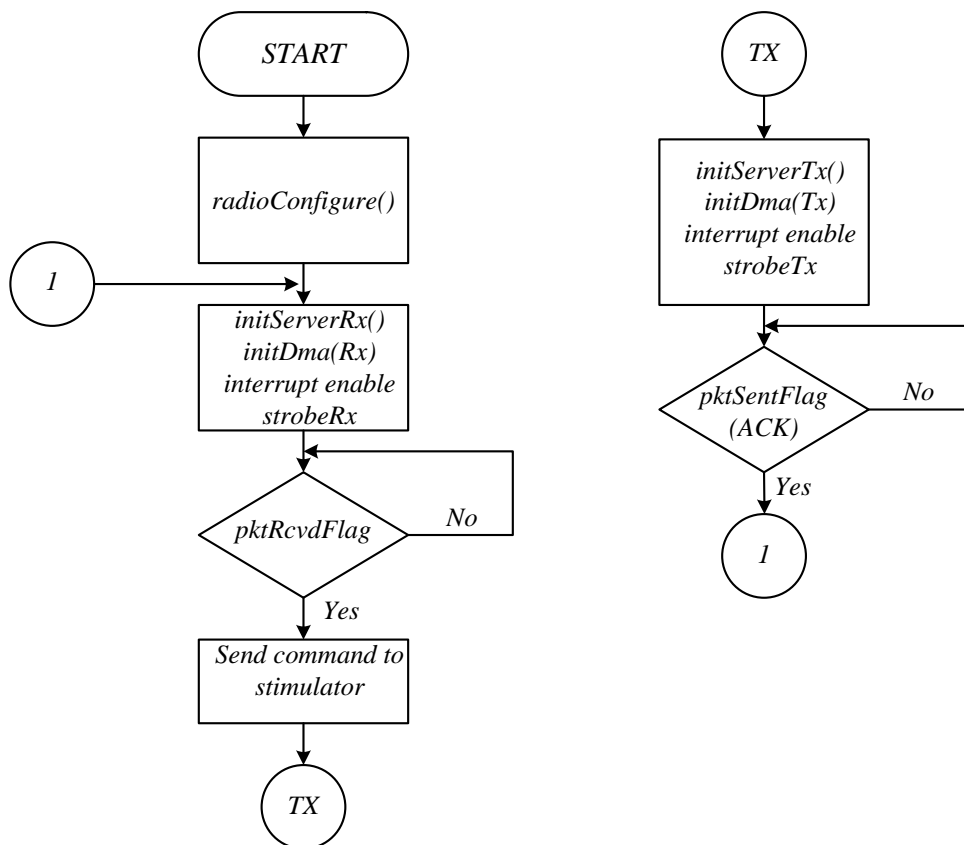 START
radioConfigure()
1
initServerRx()
initDma(Rx)
interrupt enable
strobeRx
pktRcvdFlag
No
Yes
Send command to
stimulator
TX
TX
initServerTx()
initDma(Tx)
interrupt enable
strobeTx
pktSentFlag
(ACK)
No
Yes
1